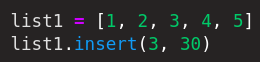 list1 = [1, 2, 3, 4, 5]
list1.insert(3, 30)